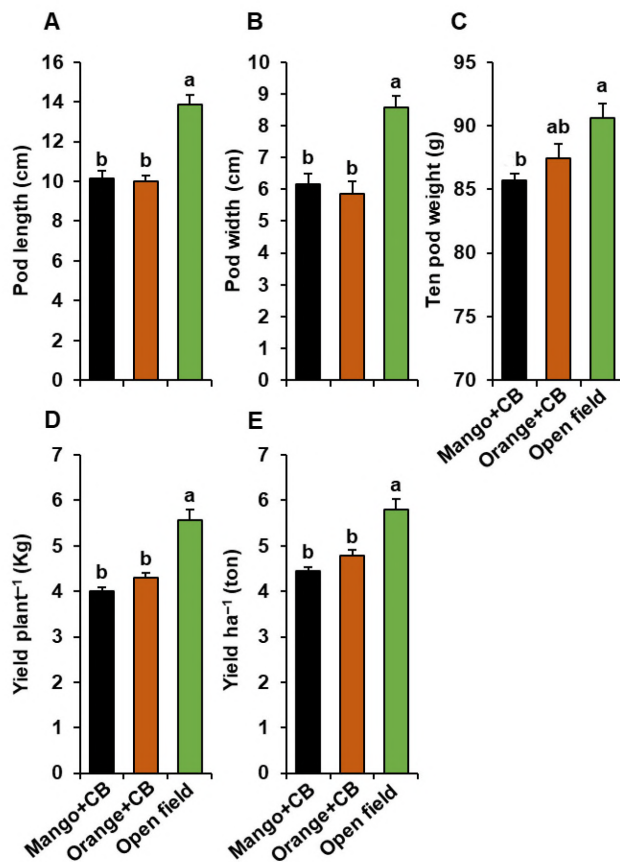 A
Pod length (cm)
16
14
12
10
8
6
4
2
0
b
b
a
B
Pod width (cm)
9
8
7
6
5
4
3
2
1
0
b
b
a
C
Ten pod weight (g)
95
90
85
80
75
70
b
ab
a
Mango+CB
Orange+CB
Open field
D
Yield plant⁻¹ (Kg)
7
6
5
4
3
2
1
0
b
b
a
Mango+CB
Orange+CB
Open field
E
Yield ha⁻¹ (ton)
7
6
5
4
3
2
1
0
b
b
a
Mango+CB
Orange+CB
Open field